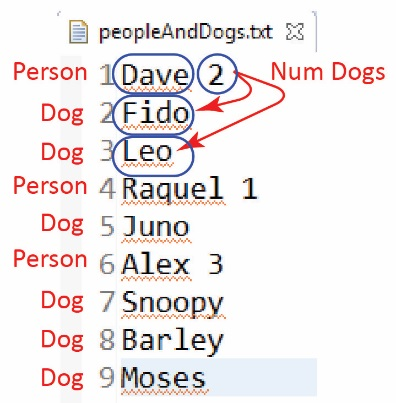 peopleAndDogs.txt
Person 1 Dave 2 Num Dogs
Dog 2 Fido
Dog 3 Leo
Person 4 Raquel 1
Dog 5 Juno
Person 6 Alex 3
Dog 7 Snoopy
Dog 8 Barley
Dog 9 Moses